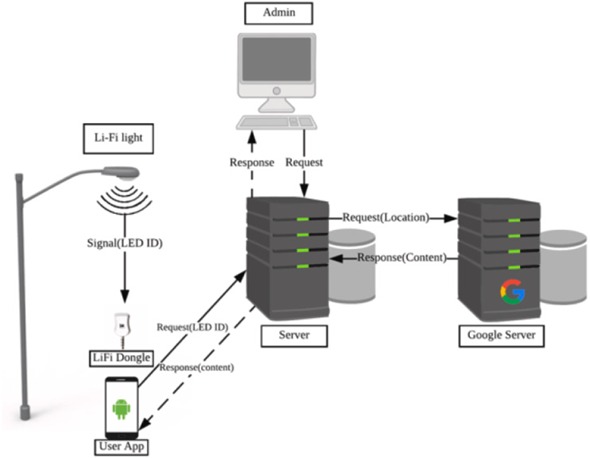 Admin
Li-Fi light
Response
Request
Signal(LED ID)
Request(Location)
Response(Content)
Request(LED ID)
Server
Google Server
LiFi Dongle
Response(content)
User App